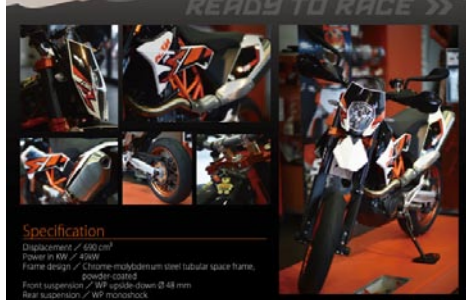 READY TO RACE >>
Specification
Displacement / 690 cm³
Power in KW / 49kW
Frame design / Chrome-molybdenum steel tubular space frame,
powder-coated
Front suspension / WP upside-down Ø 48 mm
Rear suspension / WP monoshock